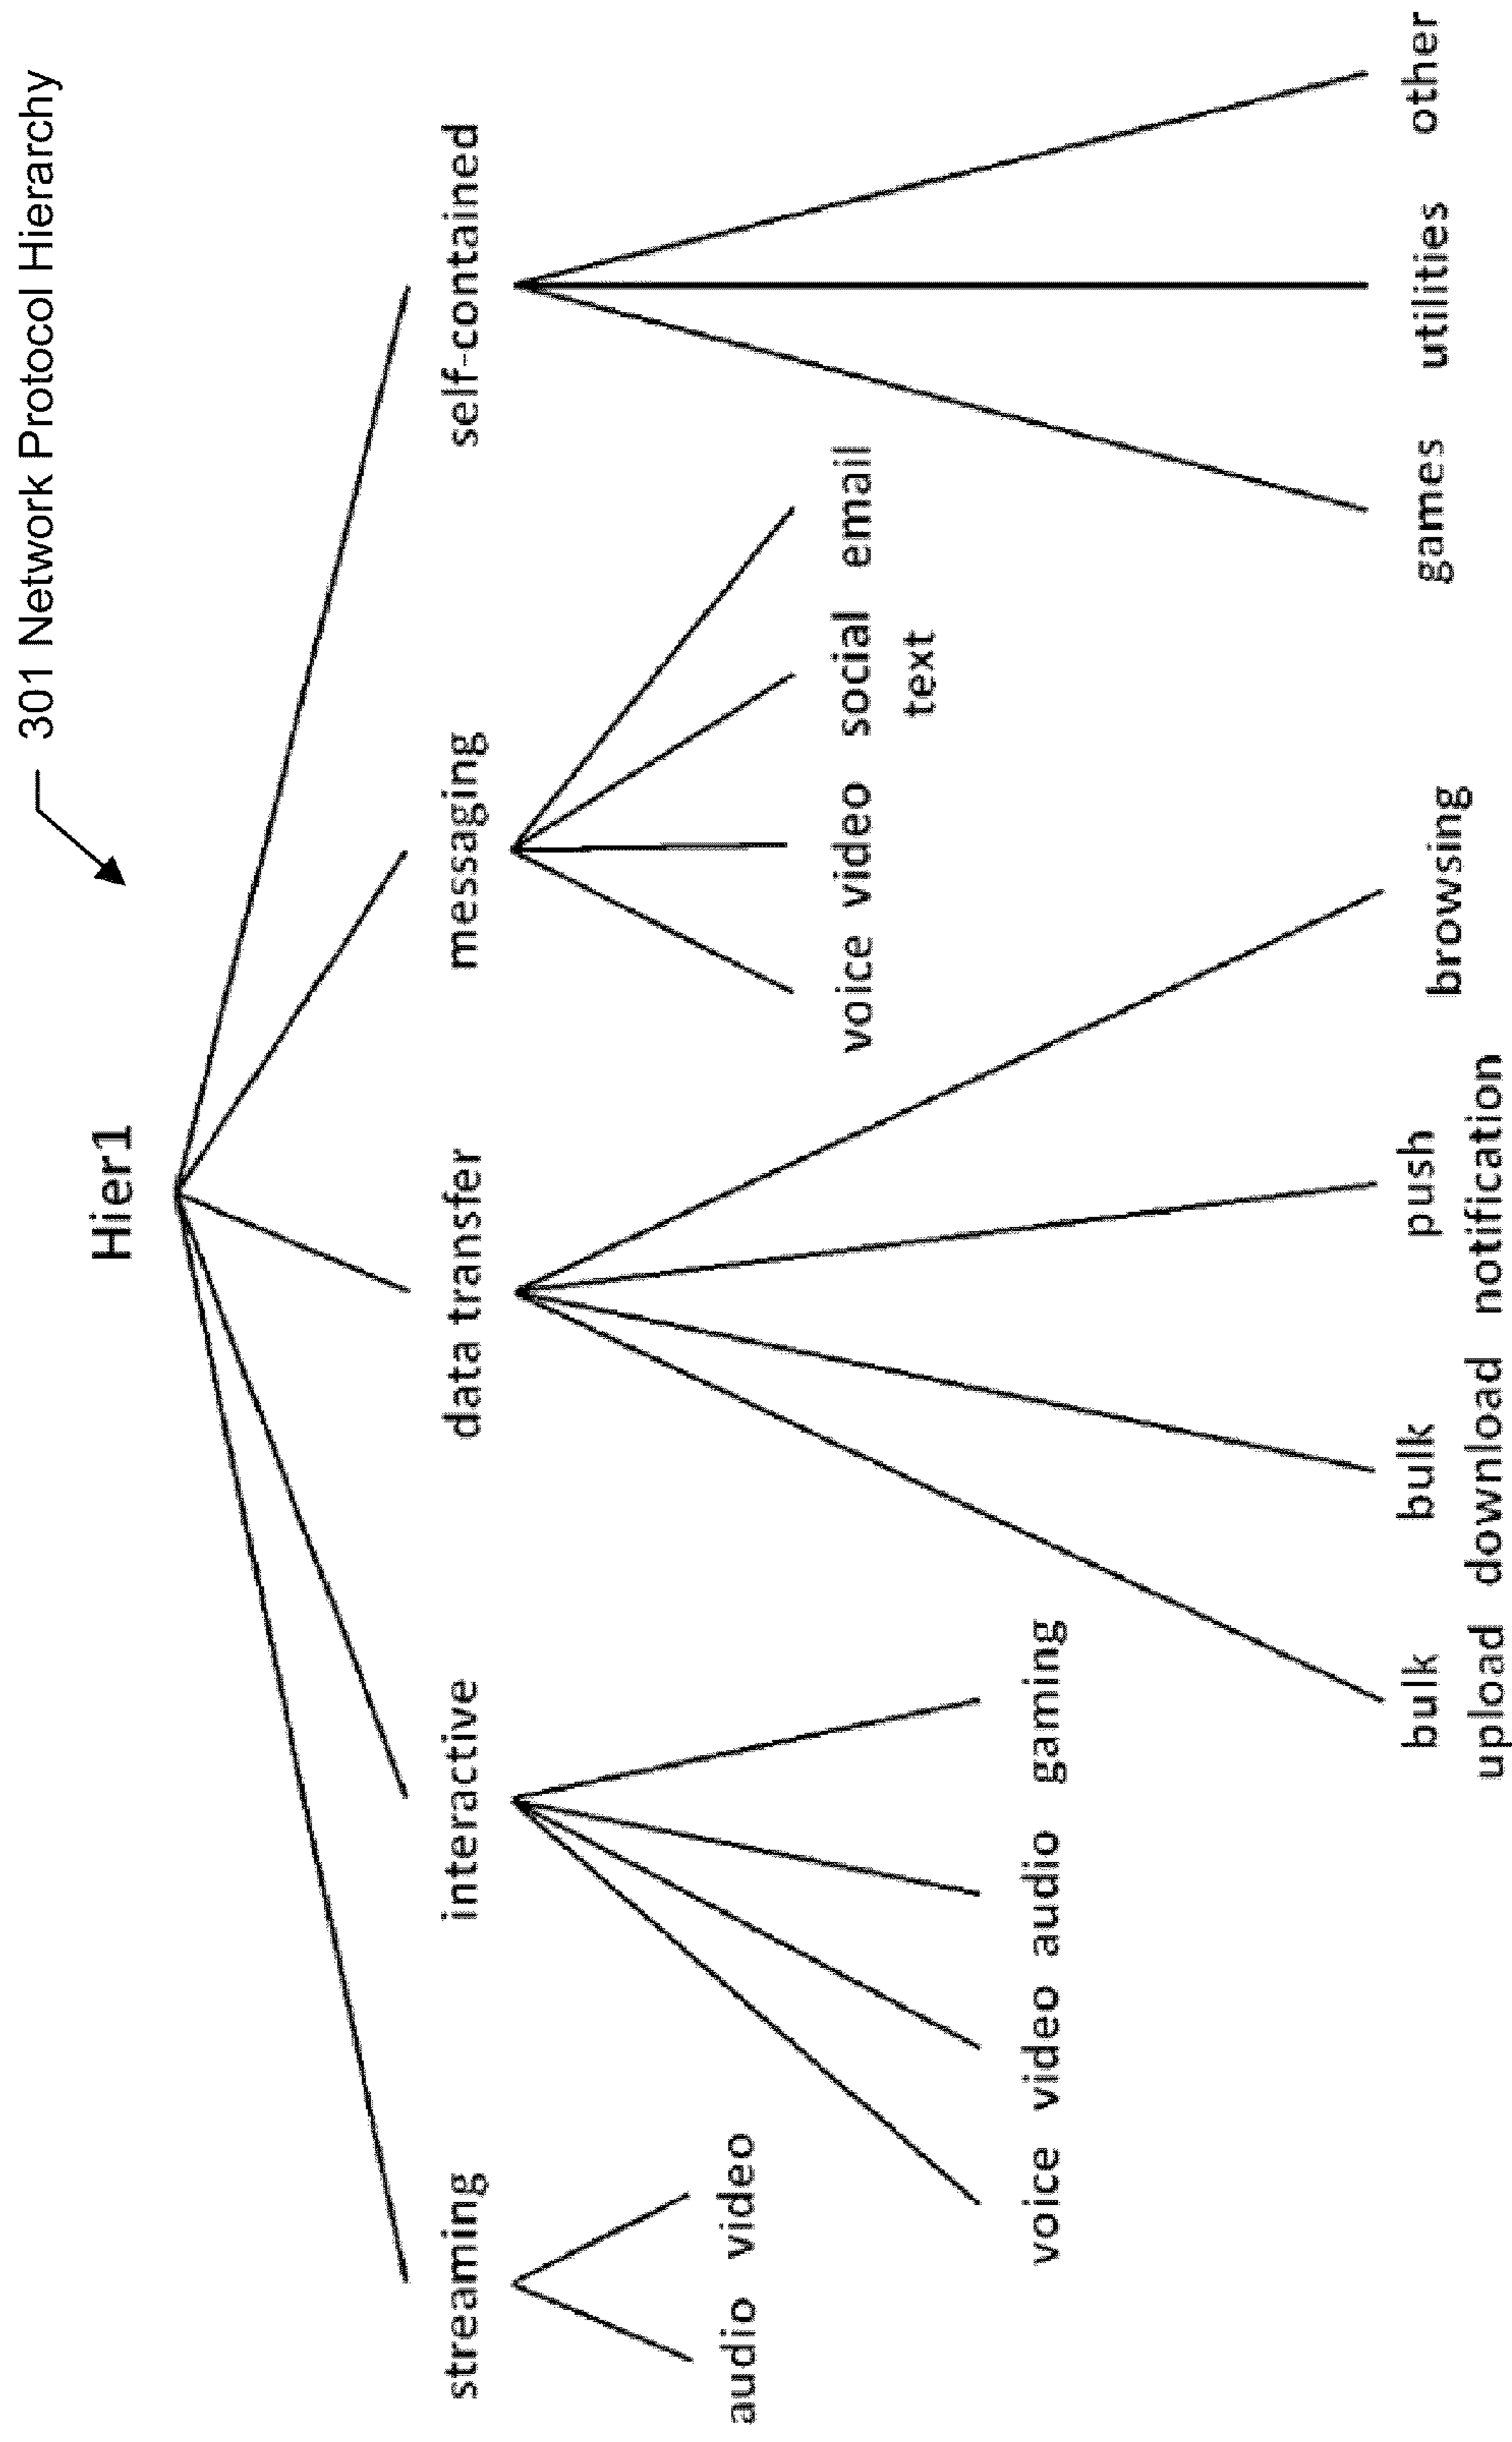 301 Network Protocol Hierarchy
Hier1
streaming interactive data transfer messaging self-contained
audio video
voice video social email
text
voice video audio gaming
bulk bulk push browsing games utilities other
upload download notification